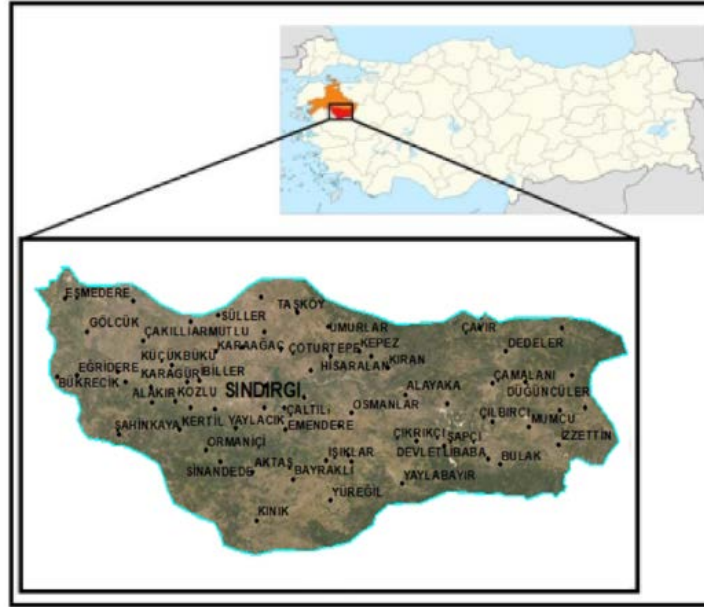 EŞMEDERE
SÜLLER
TAŞKÖY
GÖLCÜK
ÇAKILLI
ARMUTLU
UMURLAR
ÇAVIR
KARAAĞAÇ
ÇOTURTEPE
KEPEZ
DEDELER
KÜÇÜKBÜKÜ
HİSARALAN
KIRAN
EĞRİDERE
KARAGÜR
İBİLLER
BÜKRECİK
ÇAMALANI
ALAKIR
KOZLU
SINDIRGI
ALAYAKA
DÜĞÜNCÜLER
ÇALTILI
OSMANLAR
ŞAHİNKAYA
KERTİL
YAYLACIK
EMENDERE
ÇILBIRCI
MUMCU
ORMANİÇİ
ÇIKRIKÇI
ŞAPÇI
İZZETTİN
SİNANDEDE
AKTAŞ
IŞIKLAR
DEVLETLİBABA
BULAK
BAYRAKLI
YAYLABAYIR
YÜREĞİL
KINIK